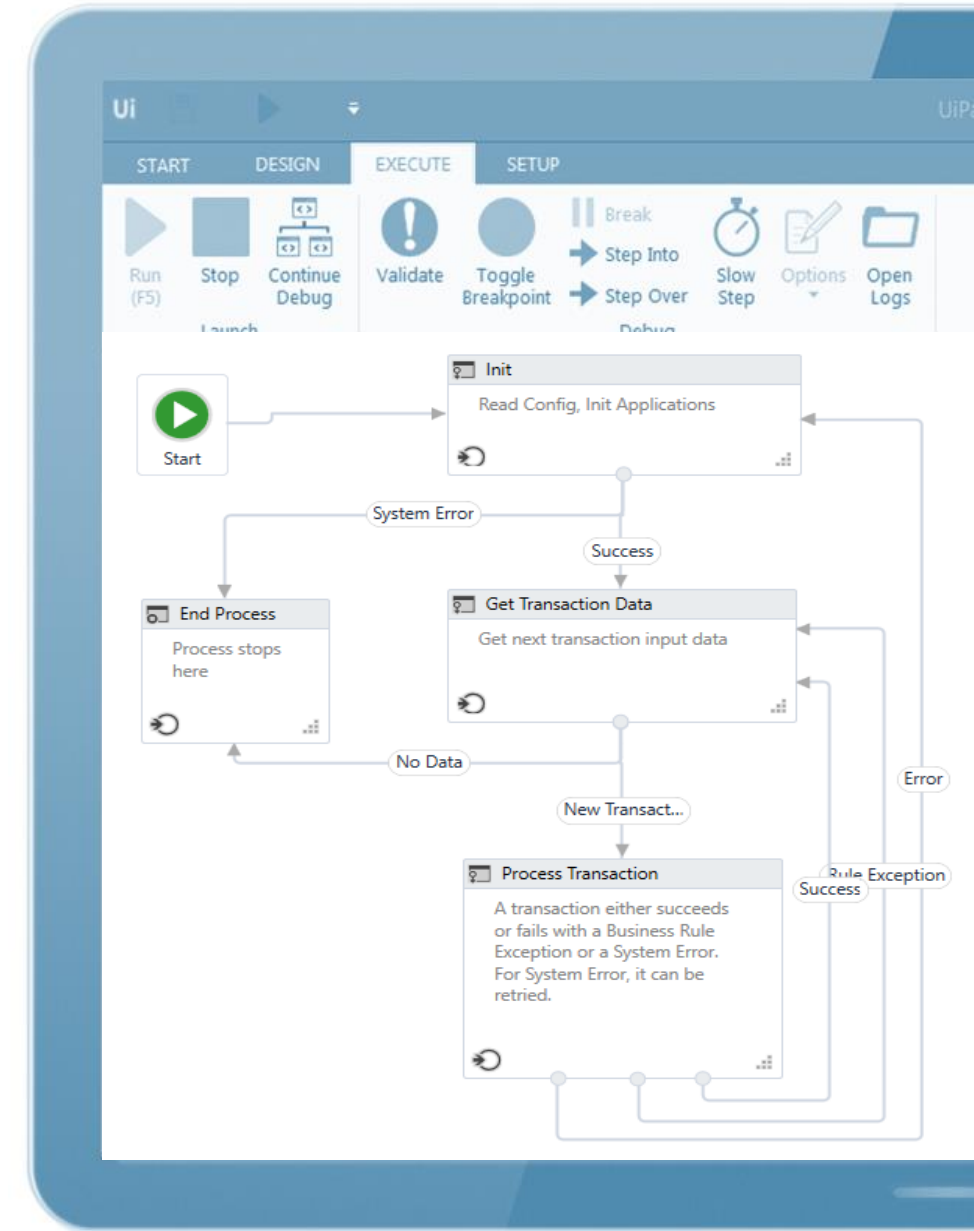 Ui
UiPa
START DESIGN EXECUTE SETUP
Run
(F5)
Stop
Continue
Debug
Validate
Toggle
Breakpoint
Break
Step Into
Step Over
Slow
Step
Options
Open
Logs
Launch
Debug
Start
Init
Read Config, Init Applications
System Error
Success
End Process
Process stops
here
Get Transaction Data
Get next transaction input data
No Data
New Transact...
Error
Process Transaction
A transaction either succeeds
or fails with a Business Rule
Exception or a System Error.
For System Error, it can be
retried.
Rule Exception
Success